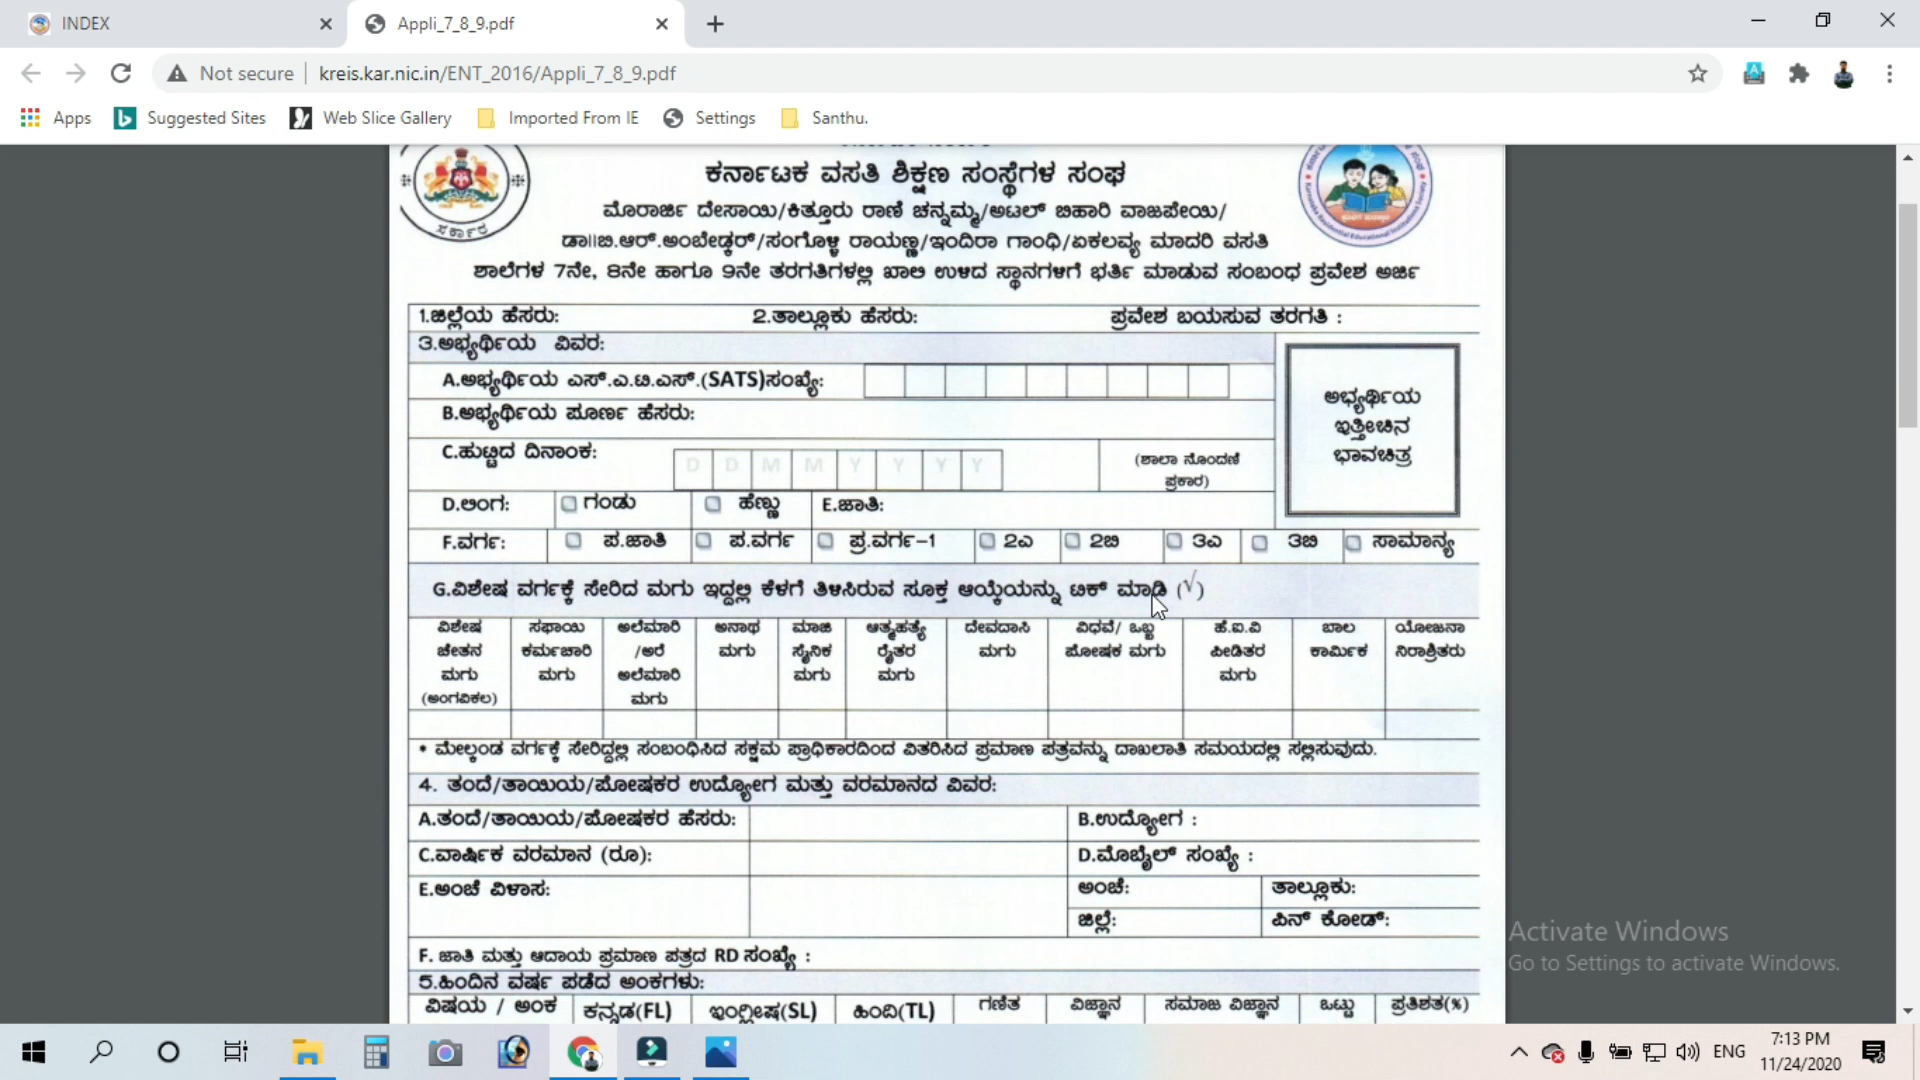 INDEX
Appli_7_8_9.pdf
Not secure
kreis.kar.nic.in/ENT_2016/Appli_7_8_9.pdf
Apps
Suggested Sites
Web Slice Gallery
Imported From IE
Settings
Santhu.
ಕರ್ನಾಟಕ ವಸತಿ ಶಿಕ್ಷಣ ಸಂಸ್ಥೆಗಳ ಸಂಘ
ಮೊರಾರ್ಜಿ ದೇಸಾಯಿ/ಕಿತ್ತೂರು ರಾಣಿ ಚನ್ನಮ್ಮ/ಅಟಲ್ ಬಿಹಾರಿ ವಾಜಪೇಯಿ/
ಡಾ||ಬಿ.ಆರ್.ಅಂಬೇಡ್ಕರ್/ಸಂಗೊಳ್ಳಿ ರಾಯಣ್ಣ/ಇಂದಿರಾ ಗಾಂಧಿ/ಏಕಲವ್ಯ ಮಾದರಿ ವಸತಿ
ಶಾಲೆಗಳ 7ನೇ, 8ನೇ ಹಾಗೂ 9ನೇ ತರಗತಿಗಳಲ್ಲಿ ಖಾಲಿ ಉಳಿದ ಸ್ಥಾನಗಳಿಗೆ ಭರ್ತಿ ಮಾಡುವ ಸಂಬಂಧ ಪ್ರವೇಶ ಅರ್ಜಿ
ಸರ್ಕಾರ
1.ಜಿಲ್ಲೆಯ ಹೆಸರು: 2.ತಾಲ್ಲೂಕು ಹೆಸರು: ಪ್ರವೇಶ ಬಯಸುವ ತರಗತಿ :
3.ಅಭ್ಯರ್ಥಿಯ ವಿವರ:
A.ಅಭ್ಯರ್ಥಿಯ ಎಸ್.ಎ.ಟಿ.ಎಸ್.(SATS)ಸಂಖ್ಯೆ:
B.ಅಭ್ಯರ್ಥಿಯ ಪೂರ್ಣ ಹೆಸರು:
ಅಭ್ಯರ್ಥಿಯ
ಇತ್ತೀಚಿನ
ಭಾವಚಿತ್ರ
C.ಹುಟ್ಟಿದ ದಿನಾಂಕ: D D M M Y Y Y Y (ಶಾಲಾ ನೊಂದಣಿ
ಪ್ರಕಾರ)
D.ಲಿಂಗ: ಗಂಡು ಹೆಣ್ಣು E.ಜಾತಿ:
F.ವರ್ಗ: ಪ.ಜಾತಿ ಪ.ವರ್ಗ ಪ್ರ.ವರ್ಗ-1 2ಎ 2ಬಿ 3ಎ 3ಬಿ ಸಾಮಾನ್ಯ
G.ವಿಶೇಷ ವರ್ಗಕ್ಕೆ ಸೇರಿದ ಮಗು ಇದ್ದಲ್ಲಿ ಕೆಳಗೆ ತಿಳಿಸಿರುವ ಸೂಕ್ತ ಆಯ್ಕೆಯನ್ನು ಟಿಕ್ ಮಾಡಿ (√)
ವಿಶೇಷ ಸಫಾಯಿ ಅಲೆಮಾರಿ ಅನಾಥ ಮಾಜಿ ಆತ್ಮಹತ್ಯೆ ದೇವದಾಸಿ ವಿಧವೆ/ ಒಬ್ಬ ಹೆ.ಐ.ವಿ ಬಾಲ ಯೋಜನಾ
ಚೇತನ ಕರ್ಮಚಾರಿ /ಅರೆ ಮಗು ಸೈನಿಕ ರೈತರ ಮಗು ಪೋಷಕ ಮಗು ಪೀಡಿತರ ಕಾರ್ಮಿಕ ನಿರಾಶ್ರಿತರು
ಮಗು ಮಗು ಅಲೆಮಾರಿ ಮಗು ಮಗು ಮಗು
(ಅಂಗವಿಕಲ) ಮಗು
* ಮೇಲ್ಕಂಡ ವರ್ಗಕ್ಕೆ ಸೇರಿದ್ದಲ್ಲಿ ಸಂಬಂಧಿಸಿದ ಸಕ್ಷಮ ಪ್ರಾಧಿಕಾರದಿಂದ ವಿತರಿಸಿದ ಪ್ರಮಾಣ ಪತ್ರವನ್ನು ದಾಖಲಾತಿ ಸಮಯದಲ್ಲಿ ಸಲ್ಲಿಸುವುದು.
4. ತಂದೆ/ತಾಯಿಯ/ಪೋಷಕರ ಉದ್ಯೋಗ ಮತ್ತು ವರಮಾನದ ವಿವರ:
A.ತಂದೆ/ತಾಯಿಯ/ಪೋಷಕರ ಹೆಸರು: B.ಉದ್ಯೋಗ :
C.ವಾರ್ಷಿಕ ವರಮಾನ (ರೂ): D.ಮೊಬೈಲ್ ಸಂಖ್ಯೆ :
E.ಅಂಚೆ ವಿಳಾಸ: ಅಂಚೆ: ತಾಲ್ಲೂಕು:
ಜಿಲ್ಲೆ: ಪಿನ್ ಕೋಡ್:
F. ಜಾತಿ ಮತ್ತು ಆದಾಯ ಪ್ರಮಾಣ ಪತ್ರದ RD ಸಂಖ್ಯೆ :
5.ಹಿಂದಿನ ವರ್ಷ ಪಡೆದ ಅಂಕಗಳು:
ವಿಷಯ / ಅಂಕ ಕನ್ನಡ(FL) ಇಂಗ್ಲೀಷ(SL) ಹಿಂದಿ(TL) ಗಣಿತ ವಿಜ್ಞಾನ ಸಮಾಜ ವಿಜ್ಞಾನ ಒಟ್ಟು ಪ್ರತಿಶತ(%)
Activate Windows
Go to Settings to activate Windows.
ENG
7:13 PM
11/24/2020